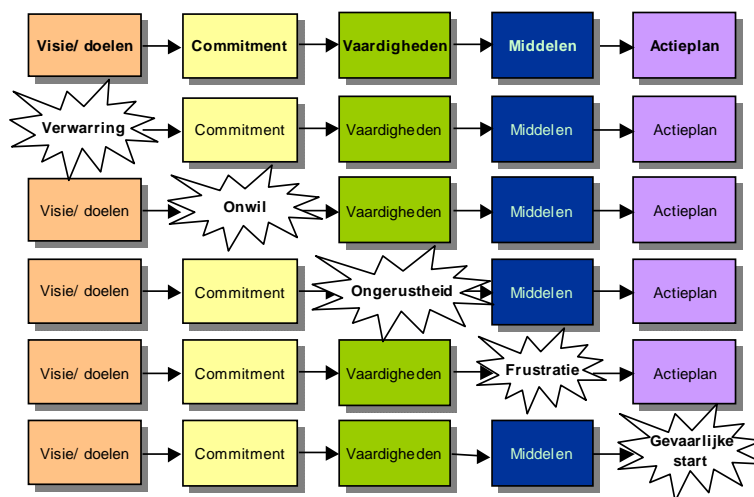 Visie/ doelen Commitment Vaardigheden Middelen Actieplan
Verwarring Commitment Vaardigheden Middelen Actieplan
Visie/ doelen Onwil Vaardigheden Middelen Actieplan
Visie/ doelen Commitment Ongerustheid Middelen Actieplan
Visie/ doelen Commitment Vaardigheden Frustratie Actieplan
Visie/ doelen Commitment Vaardigheden Middelen Gevaarlijke
start